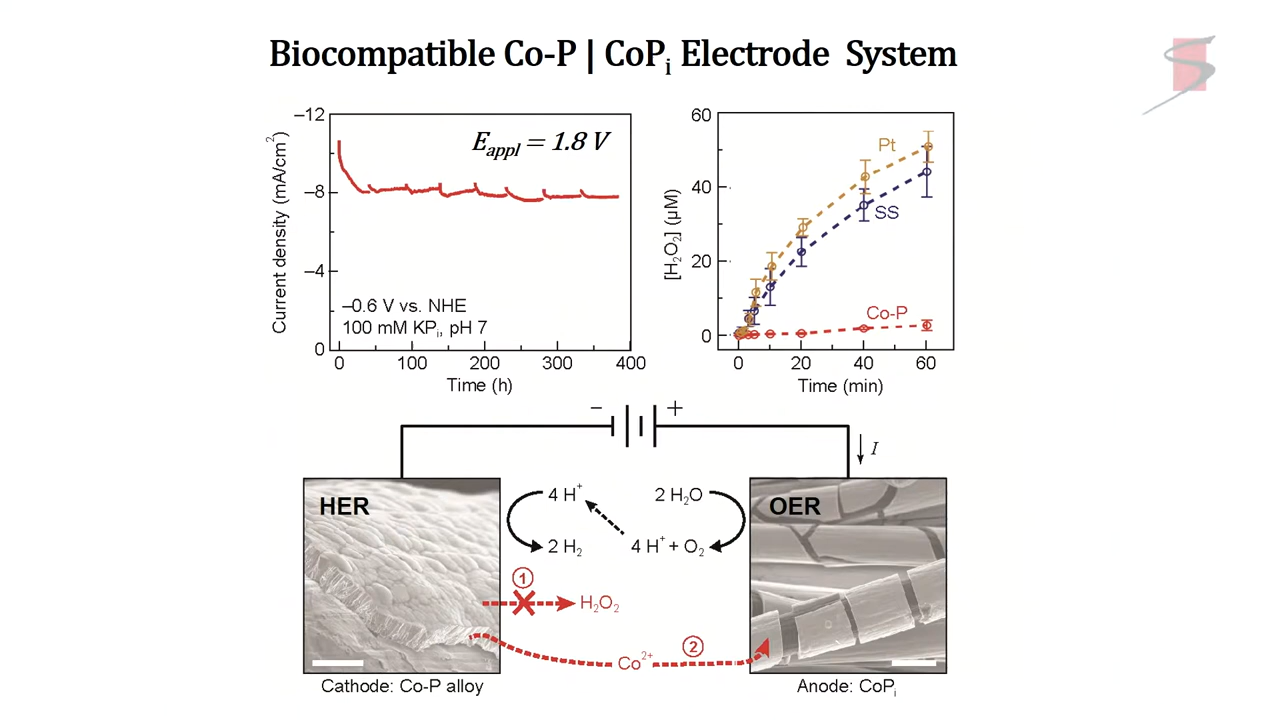 Biocompatible Co-P | CoPi Electrode System
−12
−8
−4
0
Current density (mA/cm²)
Eappl = 1.8 V
−0.6 V vs. NHE
100 mM KPi, pH 7
0 100 200 300 400
Time (h)
60
40
20
0
[H₂O₂] (µM)
Pt
SS
Co-P
0 20 40 60
Time (min)
− +
I
HER
4 H⁺ 2 H₂O
2 H₂ 4 H⁺ + O₂
OER
1
H₂O₂
2
Co²⁺
Cathode: Co-P alloy
Anode: CoPi
S